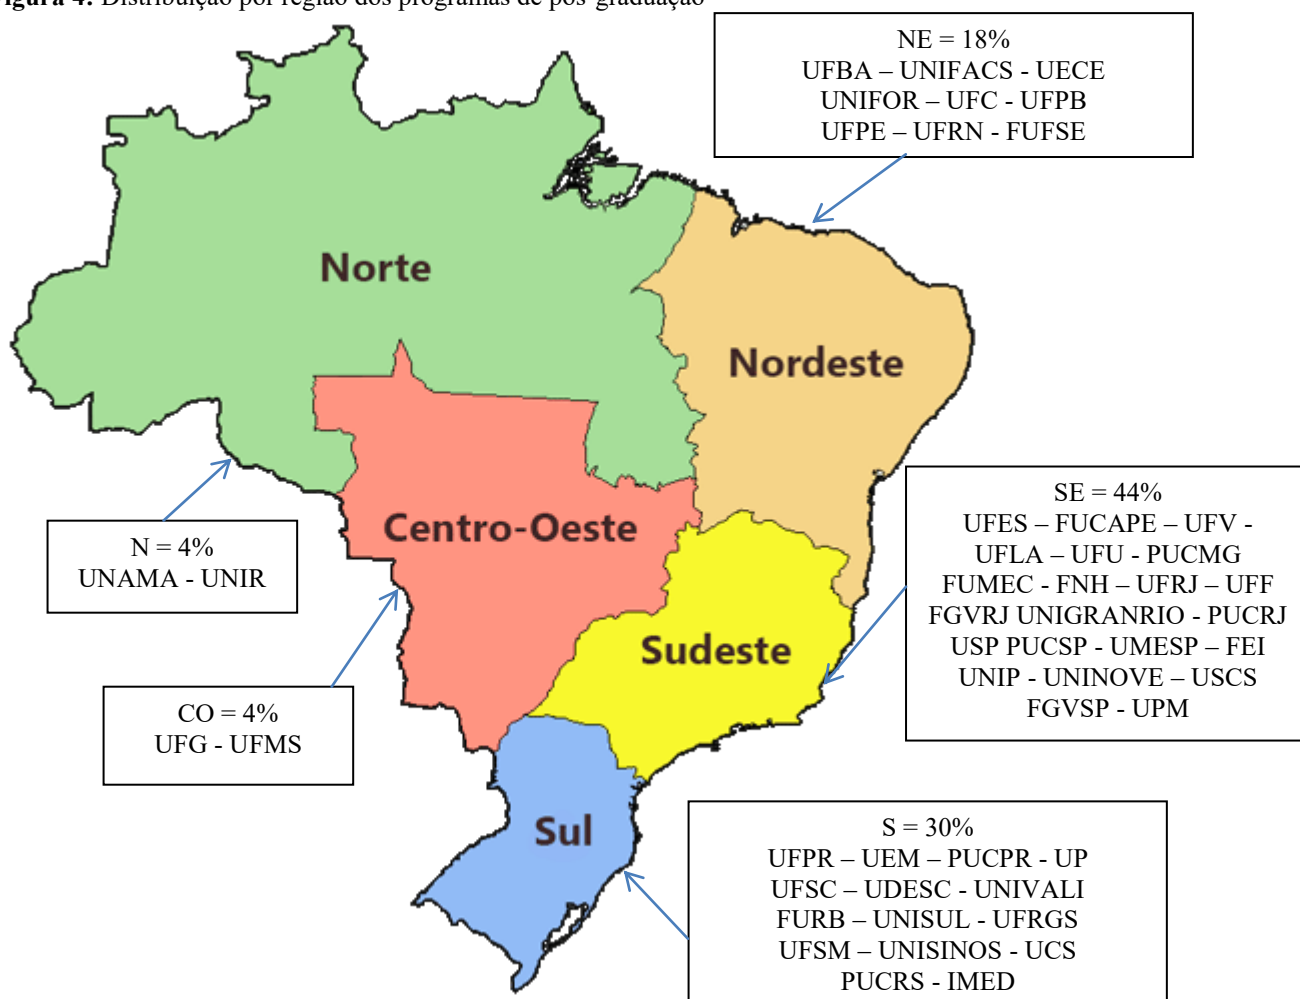 Figura 4: Distribuição por região dos programas de pós-graduação
NE = 18%
UFBA – UNIFACS - UECE
UNIFOR – UFC - UFPB
UFPE – UFRN - FUFSE
Norte
Nordeste
Centro-Oeste
SE = 44%
UFES – FUCAPE – UFV -
UFLA – UFU - PUCMG
FUMEC - FNH – UFRJ – UFF
FGVRJ UNIGRANRIO - PUCRJ
USP PUCSP - UMESP – FEI
UNIP - UNINOVE – USCS
FGVSP - UPM
N = 4%
UNAMA - UNIR
Sudeste
CO = 4%
UFG - UFMS
Sul
S = 30%
UFPR – UEM – PUCPR - UP
UFSC – UDESC - UNIVALI
FURB – UNISUL - UFRGS
UFSM – UNISINOS - UCS
PUCRS - IMED